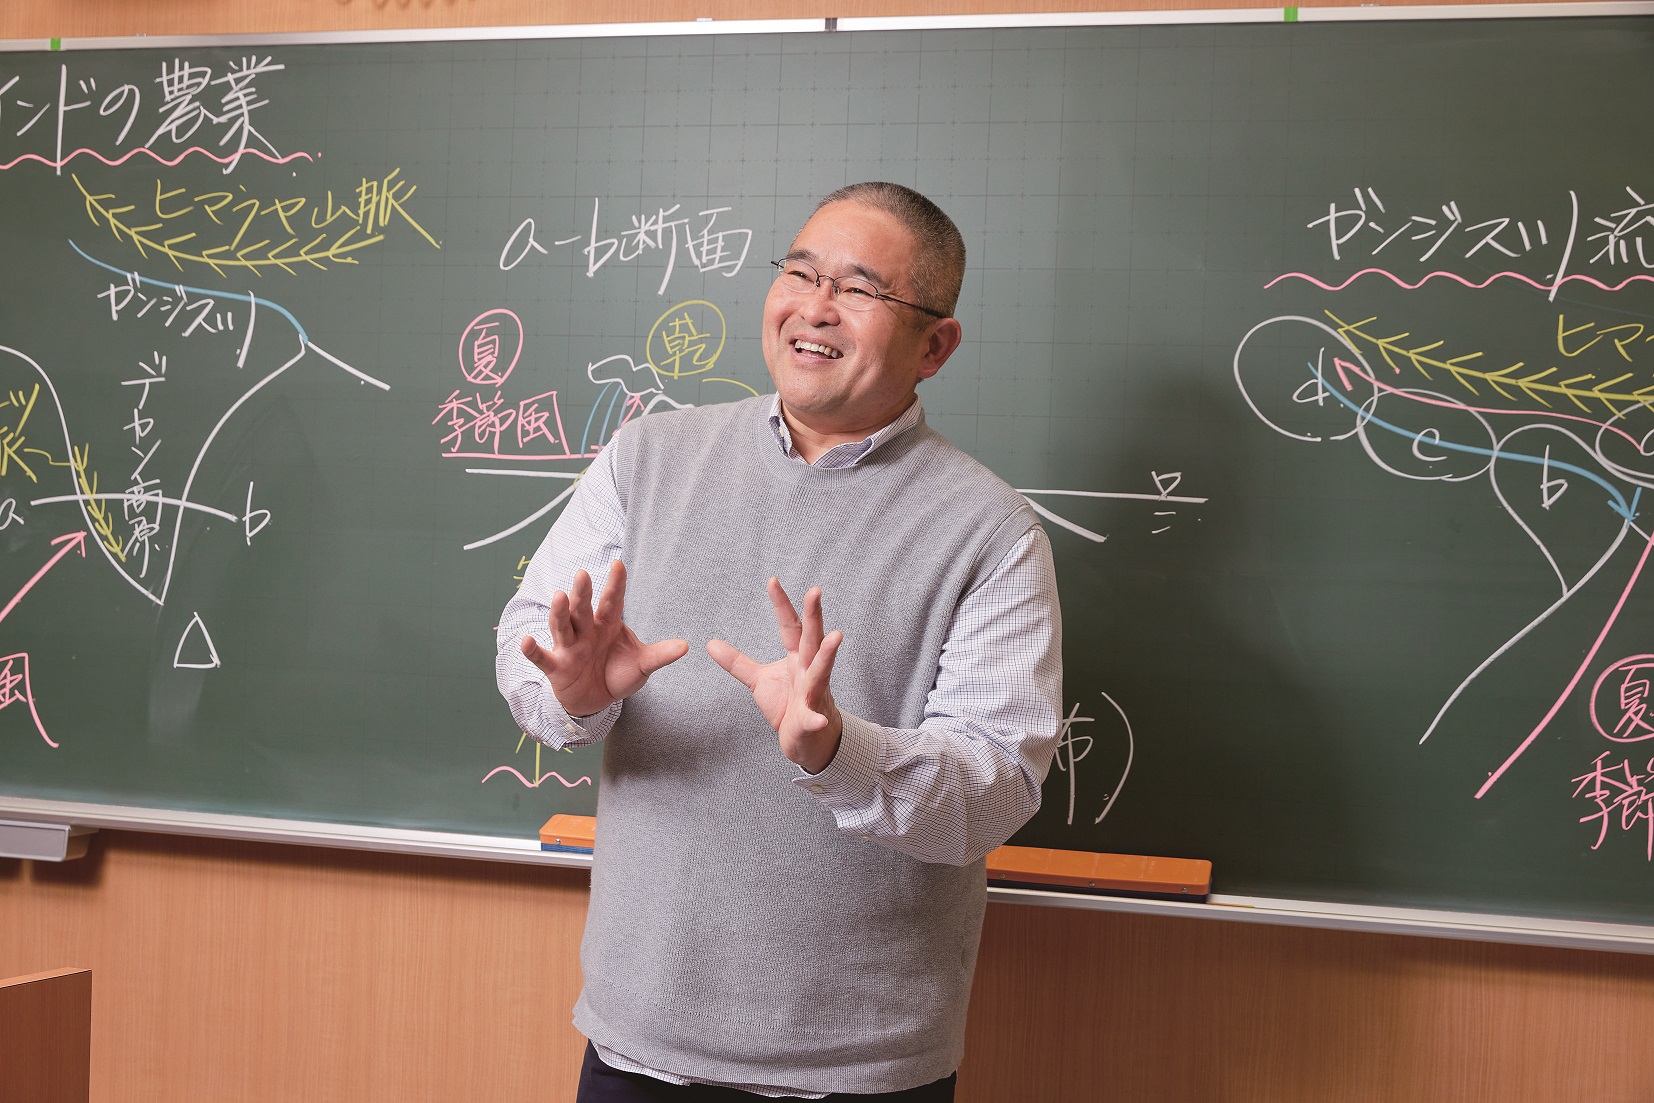 インドの農業
ヒマラヤ山脈
ガンジス川
デカン高原
a
b
風
a-b断面
夏
乾
季節風
布)
ガンジス川流
ヒマ
d
c
b
夏
季節